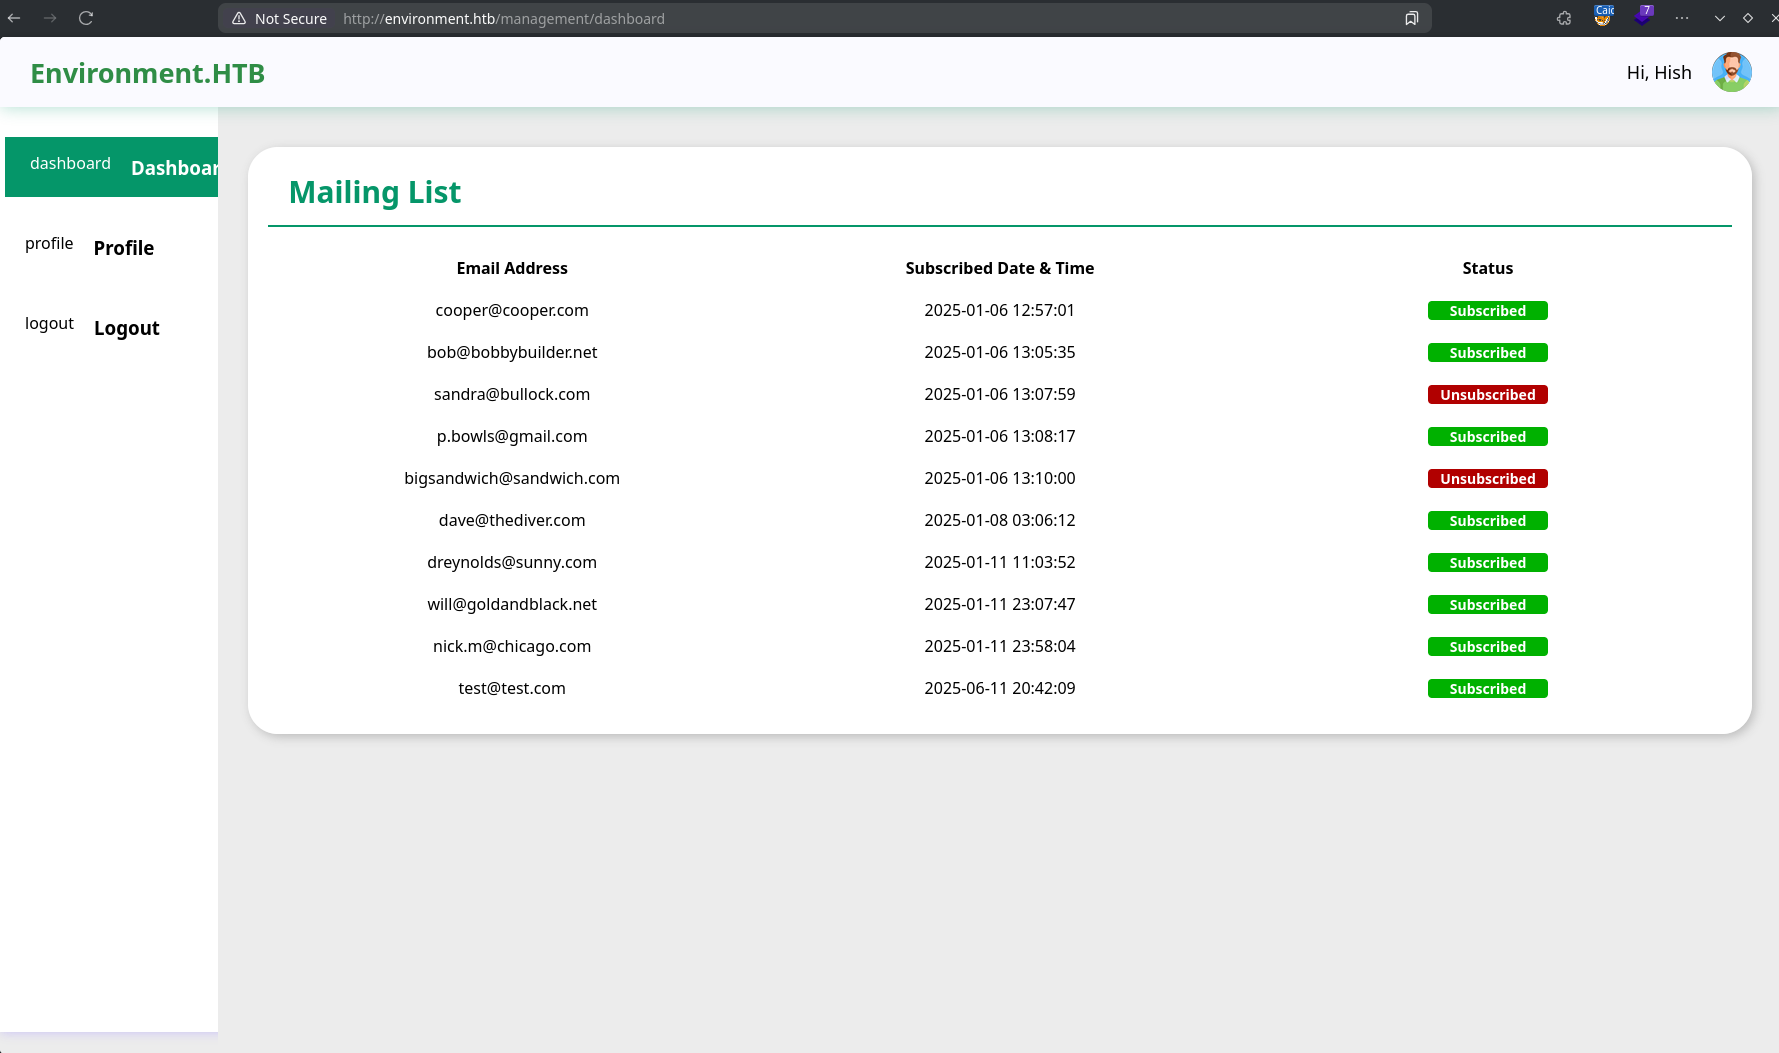 Not Secure http://environment.htb/management/dashboard
Caic
7
Environment.HTB
Hi, Hish
dashboard Dashboar
profile Profile
logout Logout
Mailing List
Email Address Subscribed Date & Time Status
cooper@cooper.com 2025-01-06 12:57:01 Subscribed
bob@bobbybuilder.net 2025-01-06 13:05:35 Subscribed
sandra@bullock.com 2025-01-06 13:07:59 Unsubscribed
p.bowls@gmail.com 2025-01-06 13:08:17 Subscribed
bigsandwich@sandwich.com 2025-01-06 13:10:00 Unsubscribed
dave@thediver.com 2025-01-08 03:06:12 Subscribed
dreynolds@sunny.com 2025-01-11 11:03:52 Subscribed
will@goldandblack.net 2025-01-11 23:07:47 Subscribed
nick.m@chicago.com 2025-01-11 23:58:04 Subscribed
test@test.com 2025-06-11 20:42:09 Subscribed